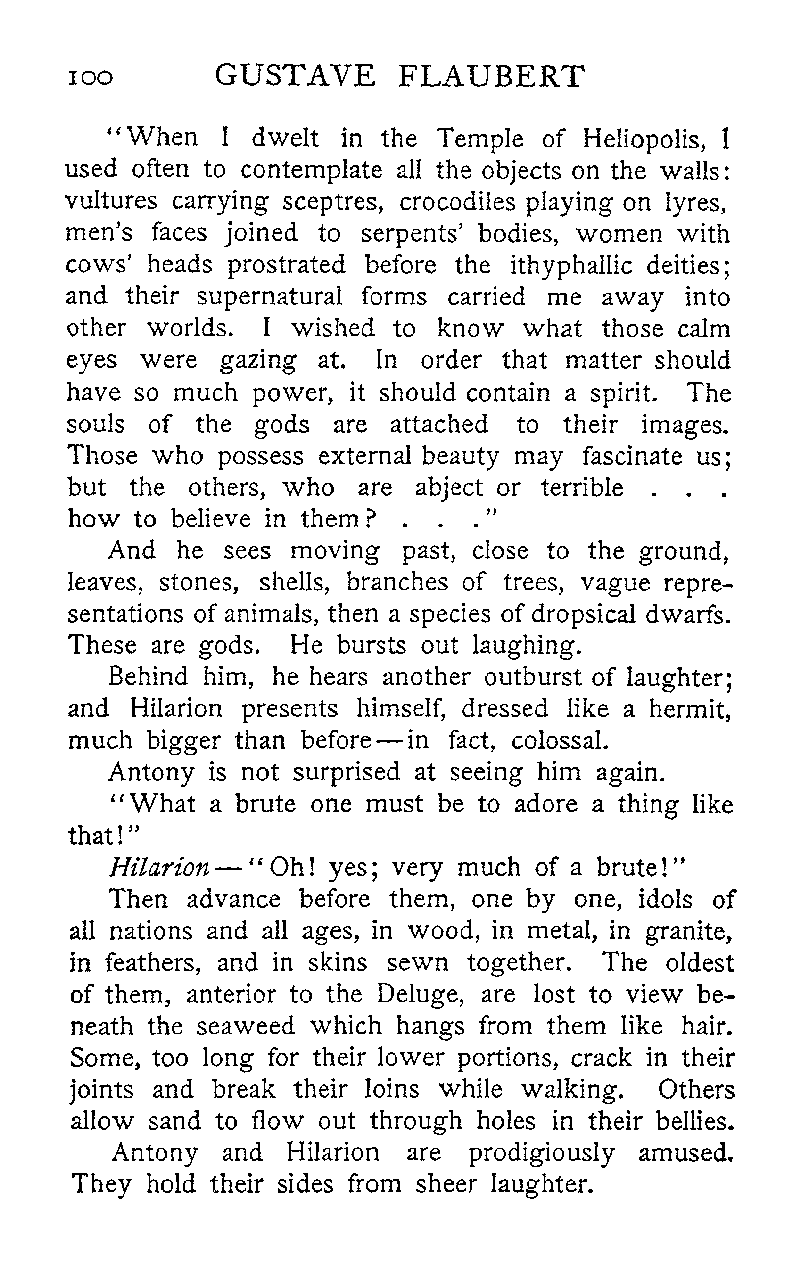 100 GUSTAVE FLAUBERT
"When I dwelt in the Temple of Heliopolis, I
used often to contemplate all the objects on the walls:
vultures carrying sceptres, crocodiles playing on lyres,
men's faces joined to serpents' bodies, women with
cows' heads prostrated before the ithyphallic deities;
and their supernatural forms carried me away into
other worlds. I wished to know what those calm
eyes were gazing at. In order that matter should
have so much power, it should contain a spirit. The
souls of the gods are attached to their images.
Those who possess external beauty may fascinate us;
but the others, who are abject or terrible . . .
how to believe in them? . . ."
And he sees moving past, close to the ground,
leaves, stones, shells, branches of trees, vague repre-
sentations of animals, then a species of dropsical dwarfs.
These are gods. He bursts out laughing.
Behind him, he hears another outburst of laughter;
and Hilarion presents himself, dressed like a hermit,
much bigger than before—in fact, colossal.
Antony is not surprised at seeing him again.
"What a brute one must be to adore a thing like
that!"
Hilarion—"Oh! yes; very much of a brute!"
Then advance before them, one by one, idols of
all nations and all ages, in wood, in metal, in granite,
in feathers, and in skins sewn together. The oldest
of them, anterior to the Deluge, are lost to view be-
neath the seaweed which hangs from them like hair.
Some, too long for their lower portions, crack in their
joints and break their loins while walking. Others
allow sand to flow out through holes in their bellies.
Antony and Hilarion are prodigiously amused.
They hold their sides from sheer laughter.